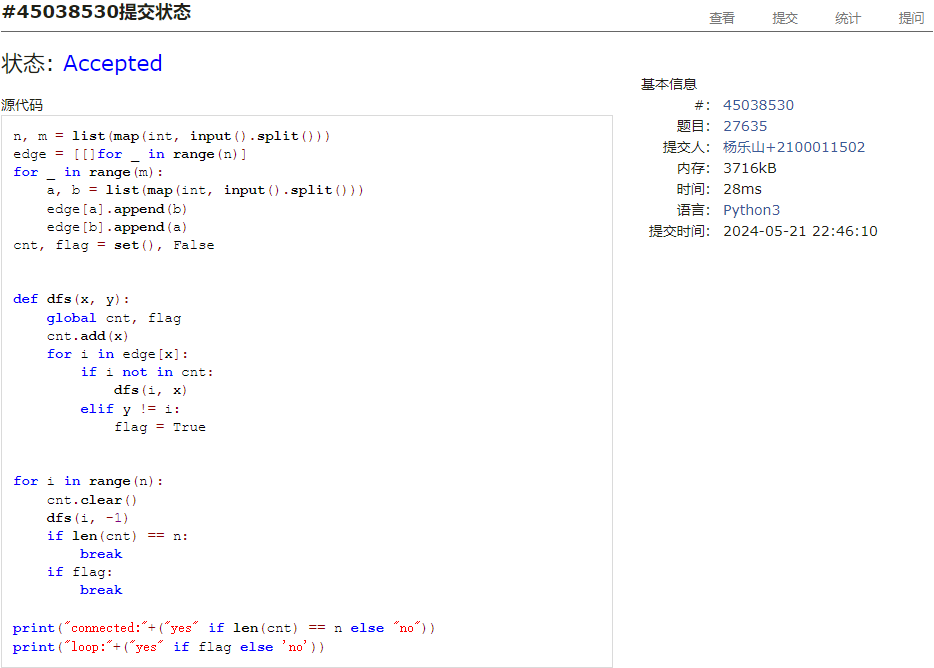 #45038530提交状态
查看 提交 统计 提问
状态: Accepted
源代码
n, m = list(map(int, input().split()))
edge = [[]for _ in range(n)]
for _ in range(m):
    a, b = list(map(int, input().split()))
    edge[a].append(b)
    edge[b].append(a)
cnt, flag = set(), False
def dfs(x, y):
    global cnt, flag
    cnt.add(x)
    for i in edge[x]:
        if i not in cnt:
            dfs(i, x)
        elif y != i:
            flag = True
for i in range(n):
    cnt.clear()
    dfs(i, -1)
    if len(cnt) == n:
        break
    if flag:
        break
print("connected:"+("yes" if len(cnt) == n else "no"))
print("loop:"+("yes" if flag else 'no'))
基本信息
#: 45038530
题目: 27635
提交人: 杨乐山+2100011502
内存: 3716kB
时间: 28ms
语言: Python3
提交时间: 2024-05-21 22:46:10